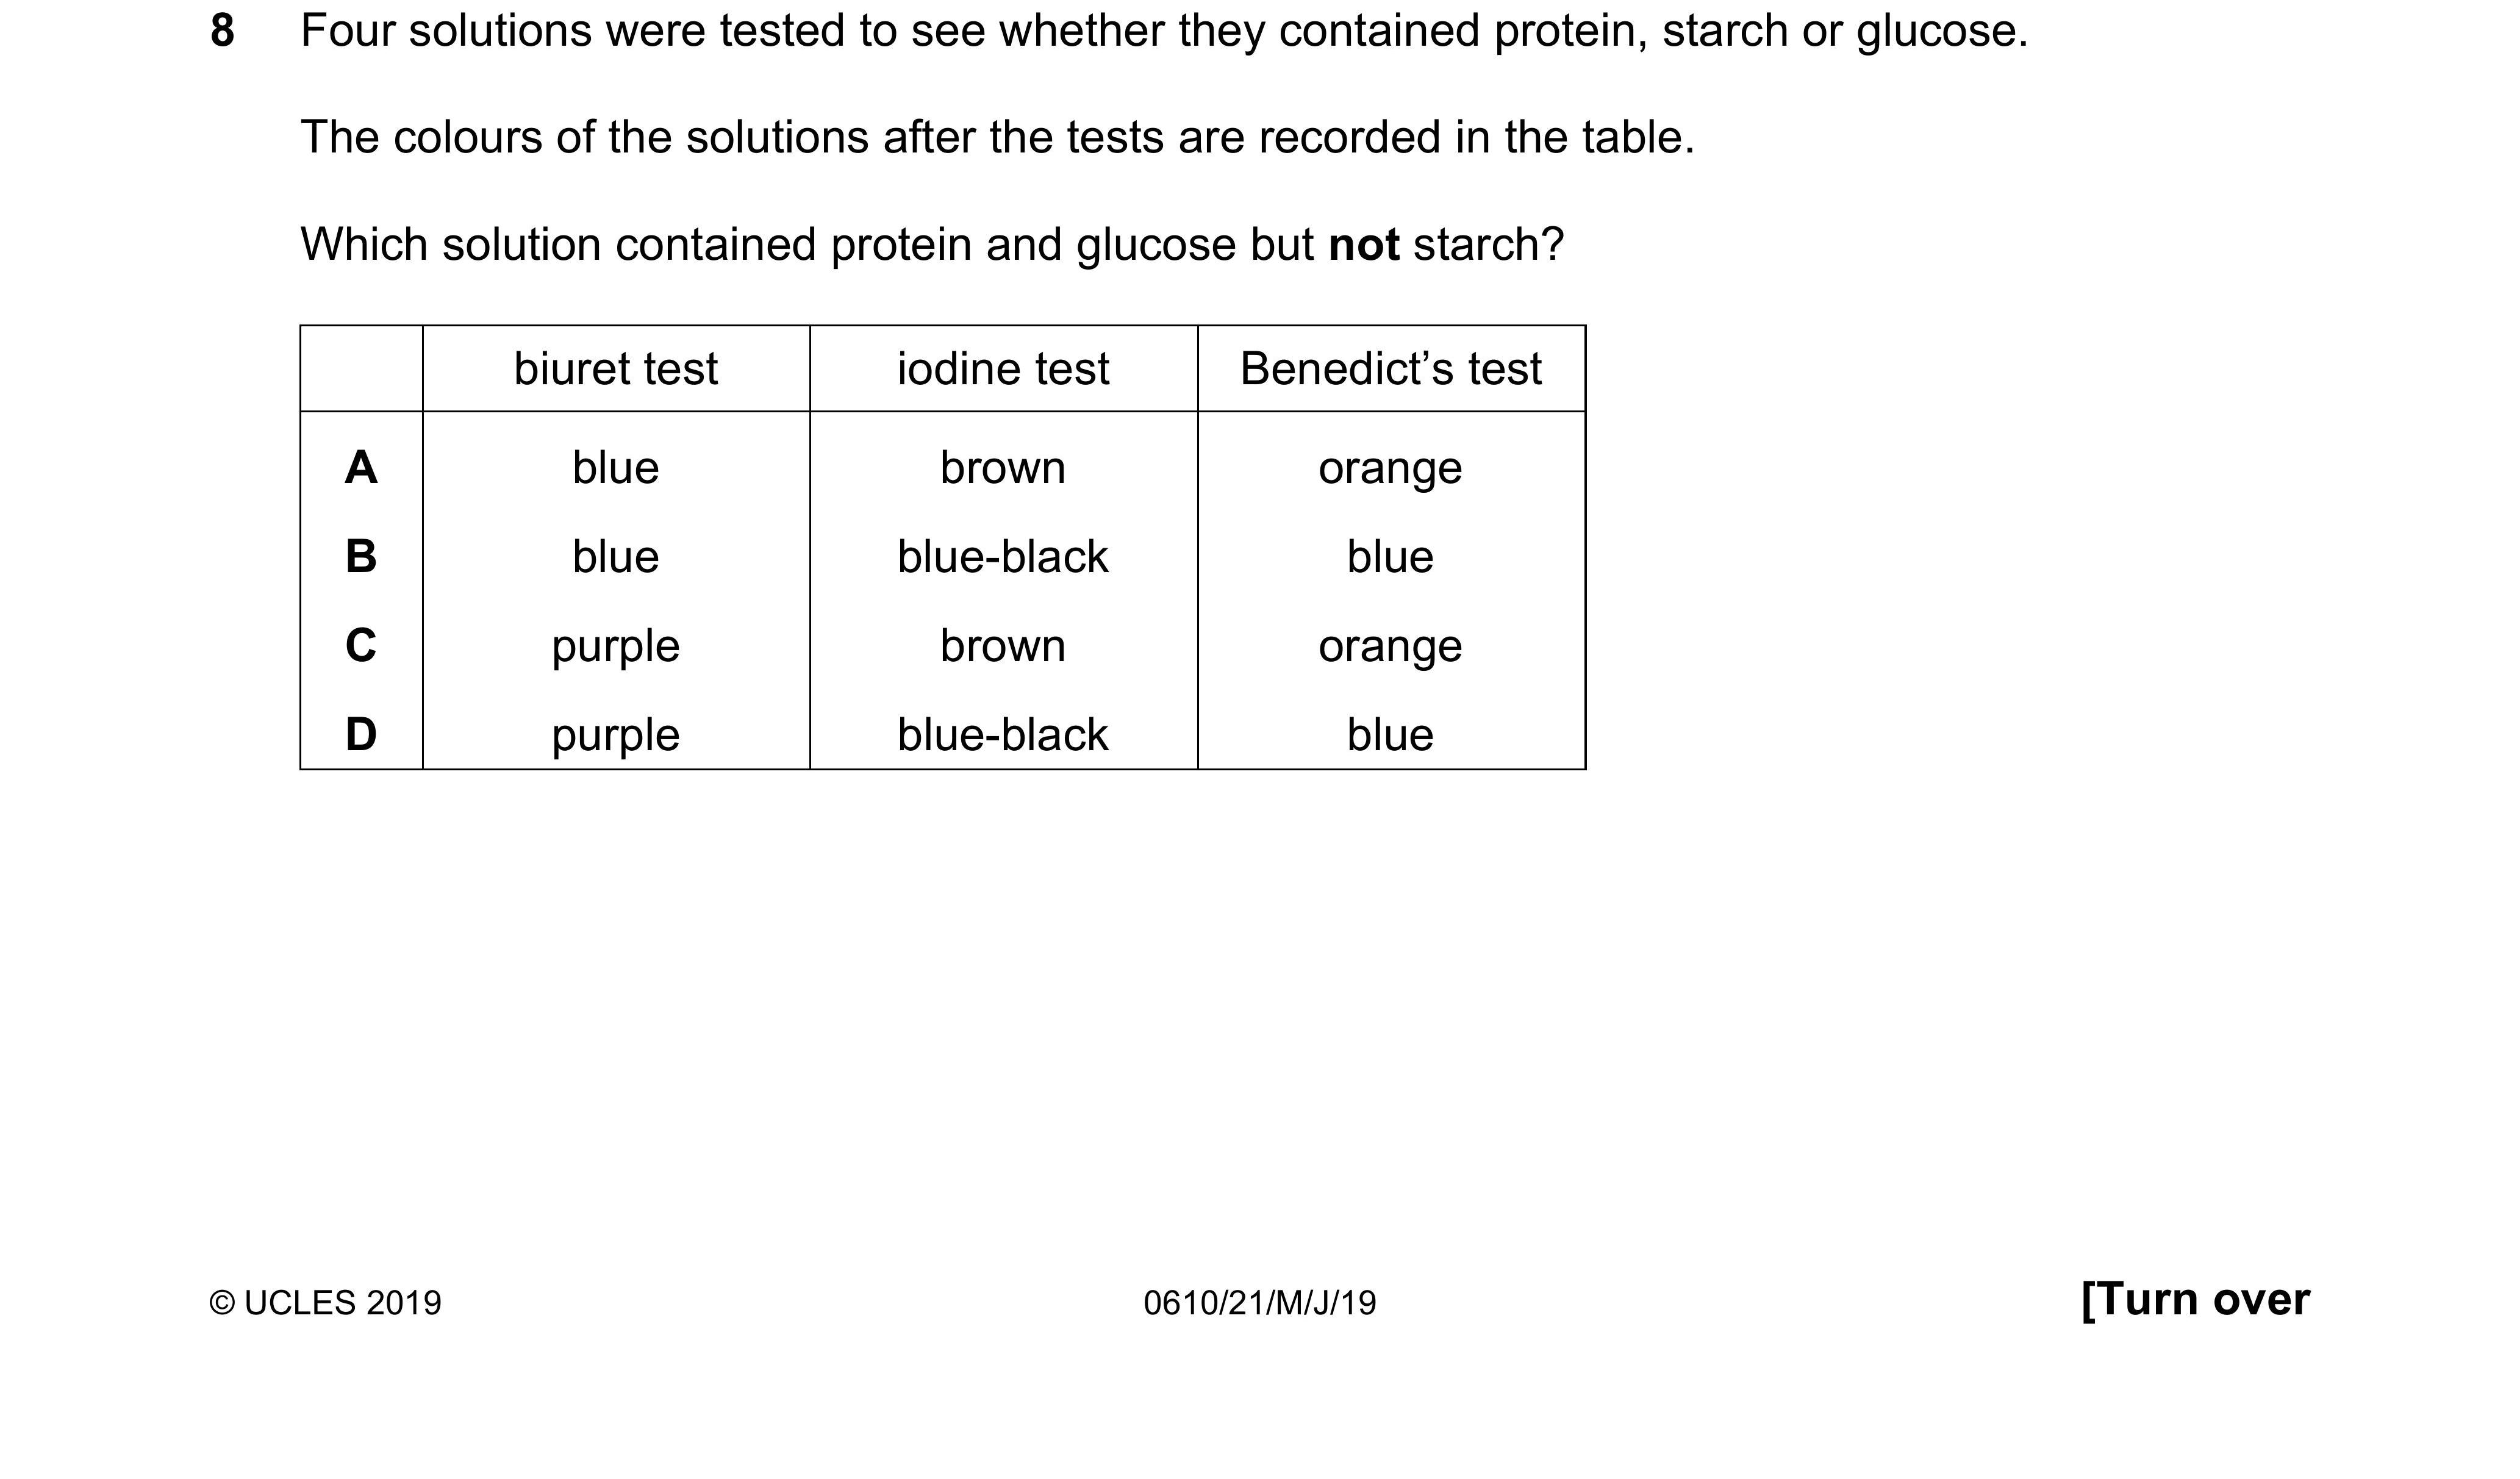 8 Four solutions were tested to see whether they contained protein, starch or glucose.
The colours of the solutions after the tests are recorded in the table.
Which solution contained protein and glucose but not starch?
biuret test iodine test Benedict’s test
A blue brown orange
B blue blue-black blue
C purple brown orange
D purple blue-black blue
© UCLES 2019 0610/21/M/J/19 [Turn over